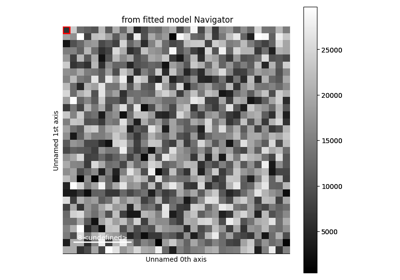 from fitted model Navigator
Unnamed 1st axis
Unnamed 0th axis
25000
20000
15000
10000
5000